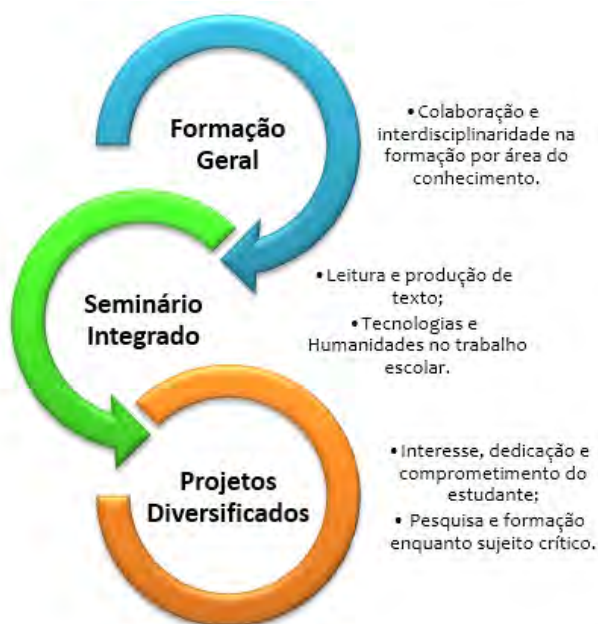 Formação
Geral
•Colaboração e
interdisciplinaridade na
formação por área do
conhecimento.
Seminário
Integrado
•Leitura e produção de
texto;
•Tecnologias e
Humanidades no trabalho
escolar.
Projetos
Diversificados
•Interesse, dedicação e
comprometimento do
estudante;
• Pesquisa e formação
enquanto sujeito crítico.